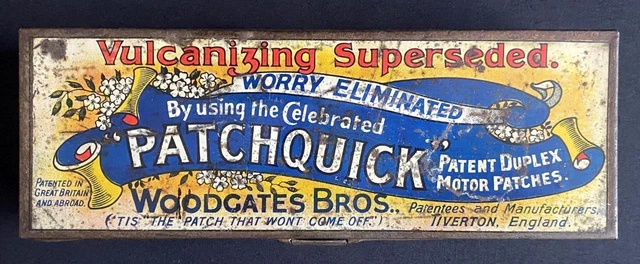 Vulcanizing Superseded.
WORRY ELIMINATED
By using the Celebrated
"PATCHQUICK"
PATENT DUPLEX
MOTOR PATCHES.
PATENTED IN
GREAT BRITAIN
AND ABROAD.
WOODGATES BROS.,
Patentees and Manufacturers,
("'TIS "THE PATCH THAT WONT COME OFF.")
TIVERTON, England.